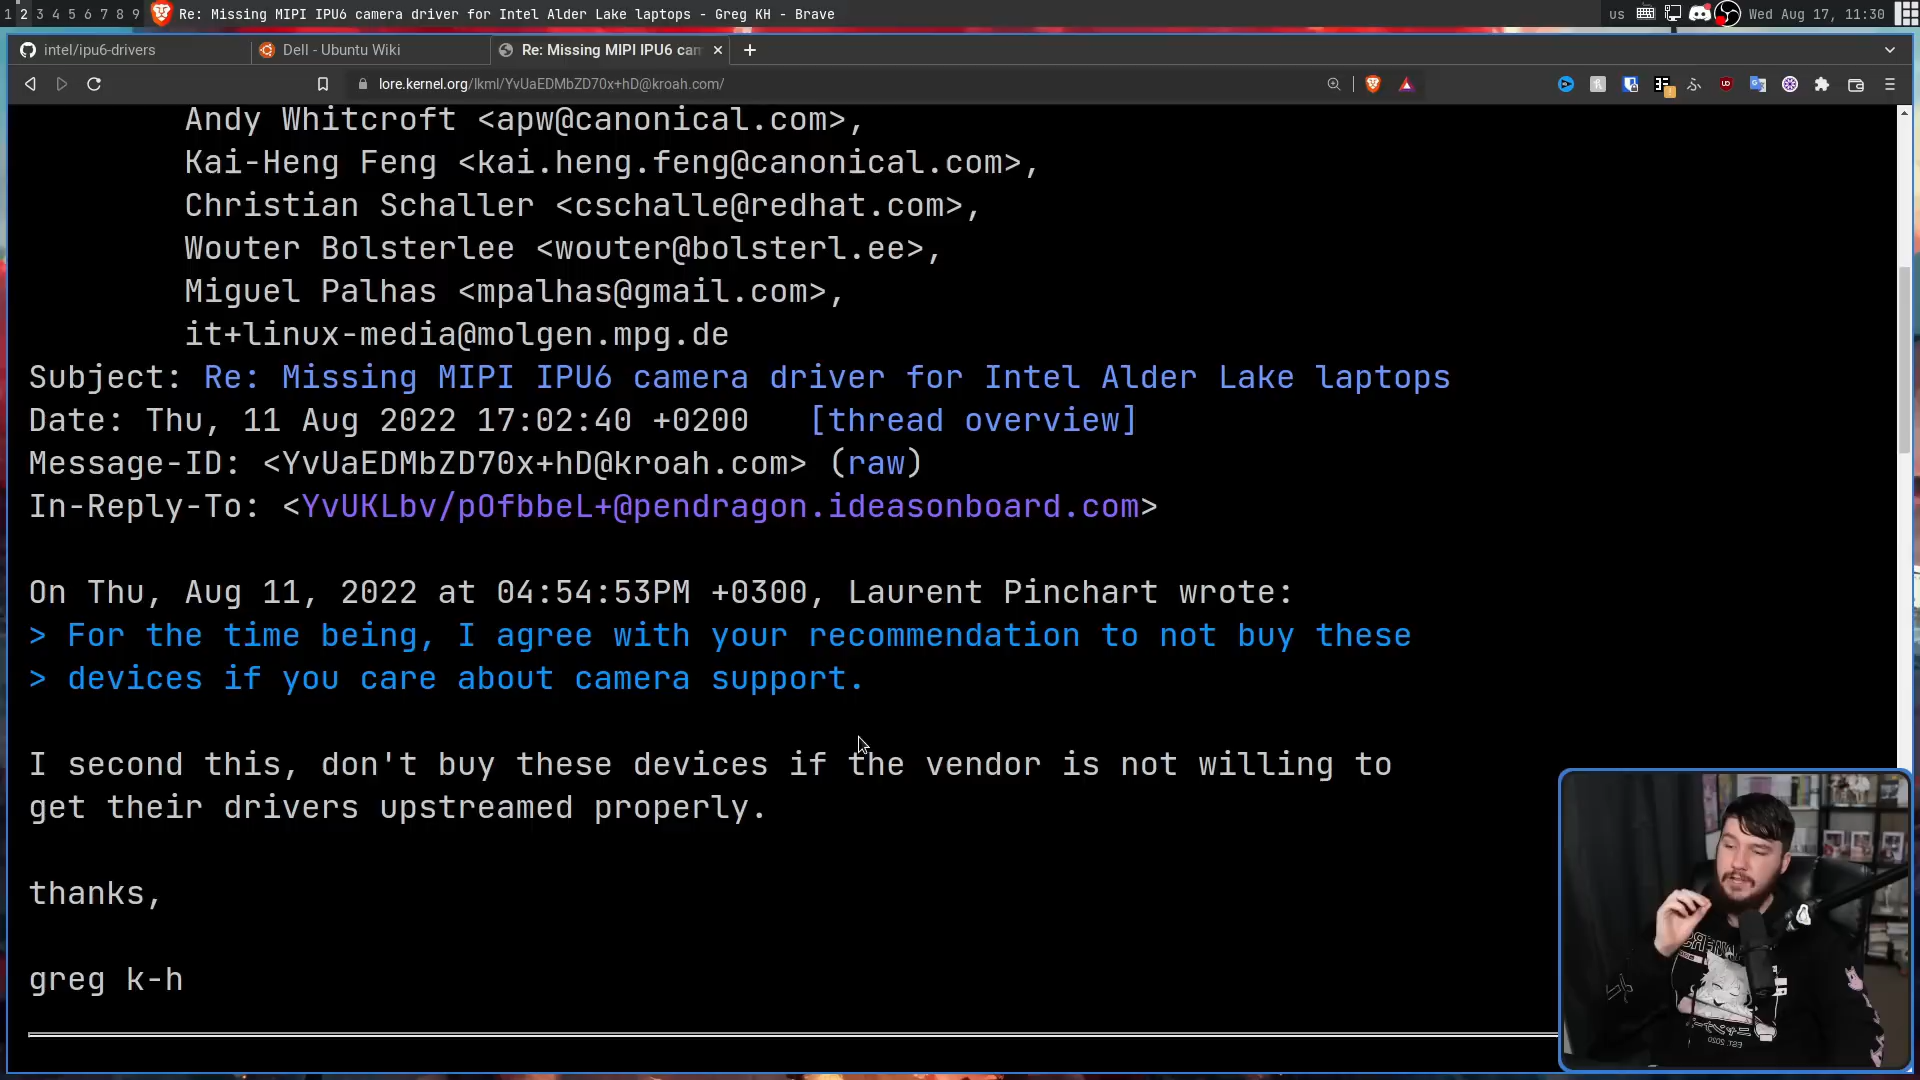 1 2 3 4 5 6 7 8 9 Re: Missing MIPI IPU6 camera driver for Intel Alder Lake laptops - Greg KH - Brave us Wed Aug 17, 11:30
intel/ipu6-drivers Dell - Ubuntu Wiki Re: Missing MIPI IPU6 cam
lore.kernel.org/lkml/YvUaEDMbZD70x+hD@kroah.com/
Andy Whitcroft <apw@canonical.com>,
Kai-Heng Feng <kai.heng.feng@canonical.com>,
Christian Schaller <cschalle@redhat.com>,
Wouter Bolsterlee <wouter@bolsterl.ee>,
Miguel Palhas <mpalhas@gmail.com>,
it+linux-media@molgen.mpg.de
Subject: Re: Missing MIPI IPU6 camera driver for Intel Alder Lake laptops
Date: Thu, 11 Aug 2022 17:02:40 +0200 [thread overview]
Message-ID: <YvUaEDMbZD70x+hD@kroah.com> (raw)
In-Reply-To: <YvUKLbv/pOfbbeL+@pendragon.ideasonboard.com>
On Thu, Aug 11, 2022 at 04:54:53PM +0300, Laurent Pinchart wrote:
> For the time being, I agree with your recommendation to not buy these
> devices if you care about camera support.
I second this, don't buy these devices if the vendor is not willing to
get their drivers upstreamed properly.
thanks,
greg k-h